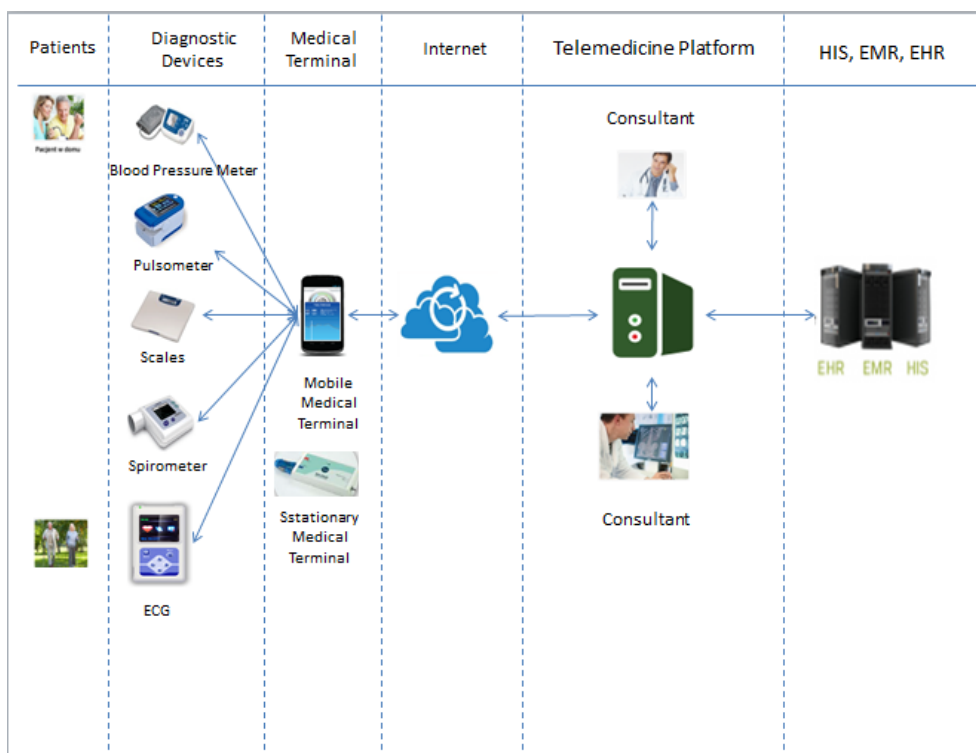 Patients
Diagnostic
Devices
Medical
Terminal
Internet
Telemedicine Platform
HIS, EMR, EHR
Pacjent w domu
Consultant
Blood Pressure Meter
Pulsometer
Scales
EHR EMR HIS
Mobile
Medical
Terminal
Spirometer
Sstationary
Medical
Terminal
Consultant
ECG